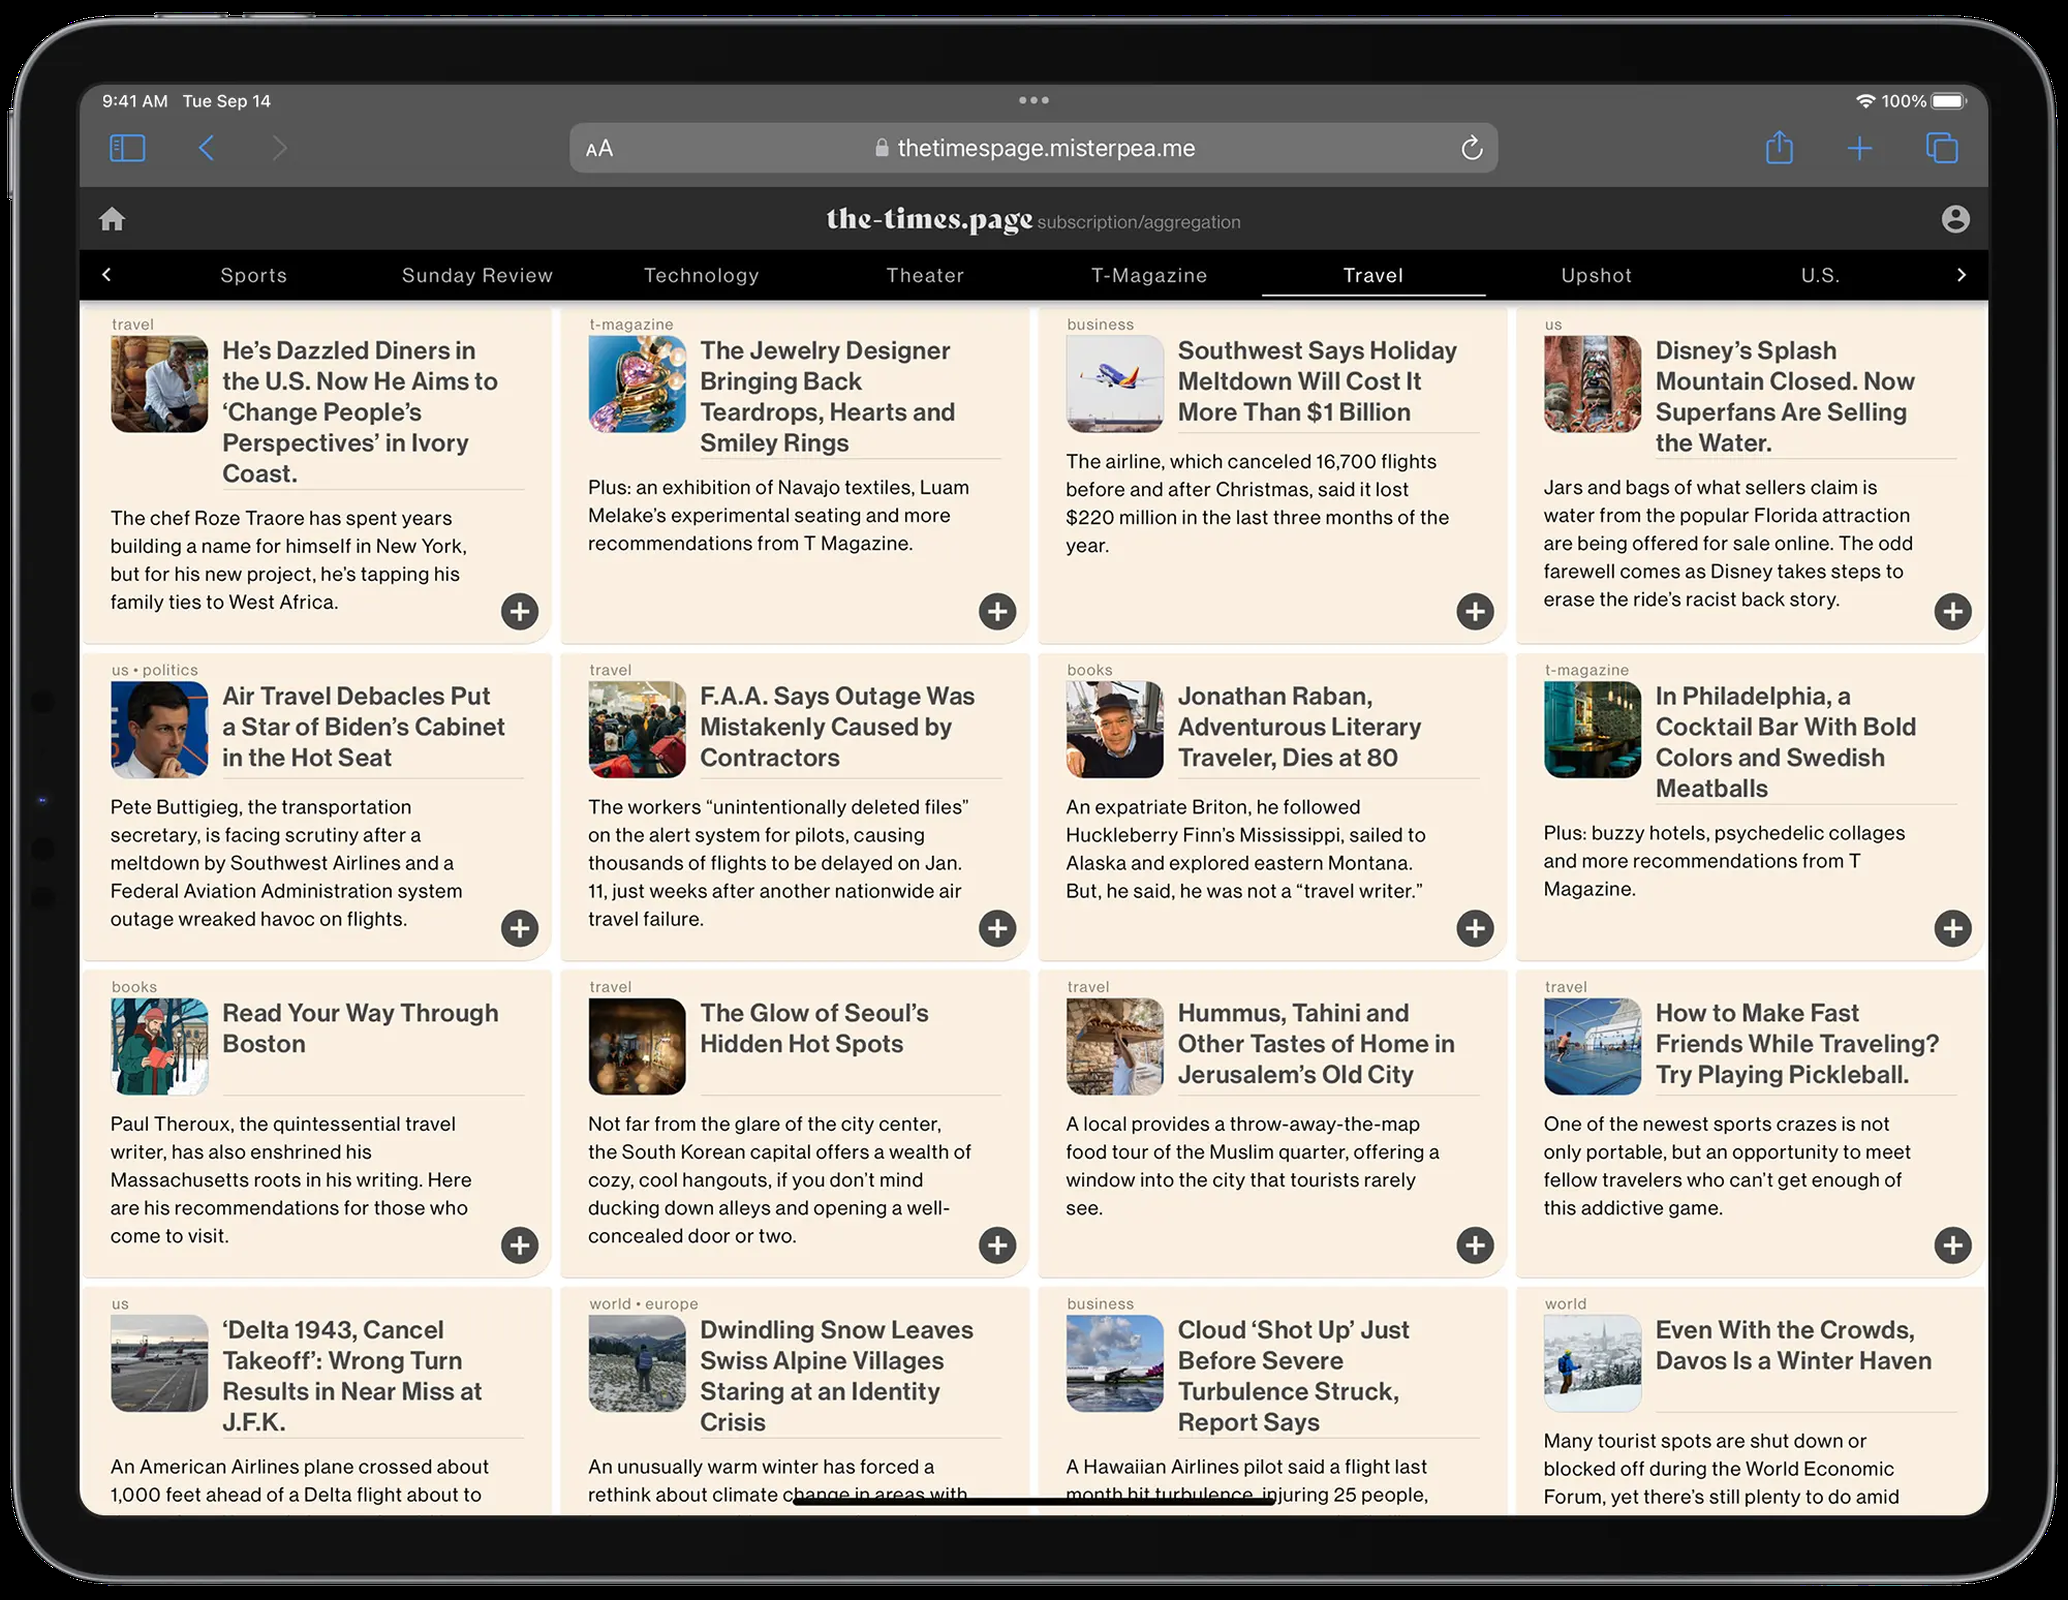 9:41 AM Tue Sep 14
100%
AA
thetimespage.misterpea.me
the-times.page subscription/aggregation
Sports
Sunday Review
Technology
Theater
T-Magazine
Travel
Upshot
U.S.
travel
He’s Dazzled Diners in
the U.S. Now He Aims to
‘Change People’s
Perspectives’ in Ivory
Coast.
The chef Roze Traore has spent years
building a name for himself in New York,
but for his new project, he’s tapping his
family ties to West Africa.
t-magazine
The Jewelry Designer
Bringing Back
Teardrops, Hearts and
Smiley Rings
Plus: an exhibition of Navajo textiles, Luam
Melake’s experimental seating and more
recommendations from T Magazine.
business
Southwest Says Holiday
Meltdown Will Cost It
More Than $1 Billion
The airline, which canceled 16,700 flights
before and after Christmas, said it lost
$220 million in the last three months of the
year.
us
Disney’s Splash
Mountain Closed. Now
Superfans Are Selling
the Water.
Jars and bags of what sellers claim is
water from the popular Florida attraction
are being offered for sale online. The odd
farewell comes as Disney takes steps to
erase the ride’s racist back story.
us • politics
Air Travel Debacles Put
a Star of Biden’s Cabinet
in the Hot Seat
Pete Buttigieg, the transportation
secretary, is facing scrutiny after a
meltdown by Southwest Airlines and a
Federal Aviation Administration system
outage wreaked havoc on flights.
travel
F.A.A. Says Outage Was
Mistakenly Caused by
Contractors
The workers “unintentionally deleted files”
on the alert system for pilots, causing
thousands of flights to be delayed on Jan.
11, just weeks after another nationwide air
travel failure.
books
Jonathan Raban,
Adventurous Literary
Traveler, Dies at 80
An expatriate Briton, he followed
Huckleberry Finn’s Mississippi, sailed to
Alaska and explored eastern Montana.
But, he said, he was not a “travel writer.”
t-magazine
In Philadelphia, a
Cocktail Bar With Bold
Colors and Swedish
Meatballs
Plus: buzzy hotels, psychedelic collages
and more recommendations from T
Magazine.
books
Read Your Way Through
Boston
Paul Theroux, the quintessential travel
writer, has also enshrined his
Massachusetts roots in his writing. Here
are his recommendations for those who
come to visit.
travel
The Glow of Seoul’s
Hidden Hot Spots
Not far from the glare of the city center,
the South Korean capital offers a wealth of
cozy, cool hangouts, if you don’t mind
ducking down alleys and opening a well-
concealed door or two.
travel
Hummus, Tahini and
Other Tastes of Home in
Jerusalem’s Old City
A local provides a throw-away-the-map
food tour of the Muslim quarter, offering a
window into the city that tourists rarely
see.
travel
How to Make Fast
Friends While Traveling?
Try Playing Pickleball.
One of the newest sports crazes is not
only portable, but an opportunity to meet
fellow travelers who can’t get enough of
this addictive game.
us
‘Delta 1943, Cancel
Takeoff’: Wrong Turn
Results in Near Miss at
J.F.K.
An American Airlines plane crossed about
1,000 feet ahead of a Delta flight about to
world • europe
Dwindling Snow Leaves
Swiss Alpine Villages
Staring at an Identity
Crisis
An unusually warm winter has forced a
rethink about climate change in areas with
business
Cloud ‘Shot Up’ Just
Before Severe
Turbulence Struck,
Report Says
A Hawaiian Airlines pilot said a flight last
month hit turbulence, injuring 25 people,
world
Even With the Crowds,
Davos Is a Winter Haven
Many tourist spots are shut down or
blocked off during the World Economic
Forum, yet there’s still plenty to do amid